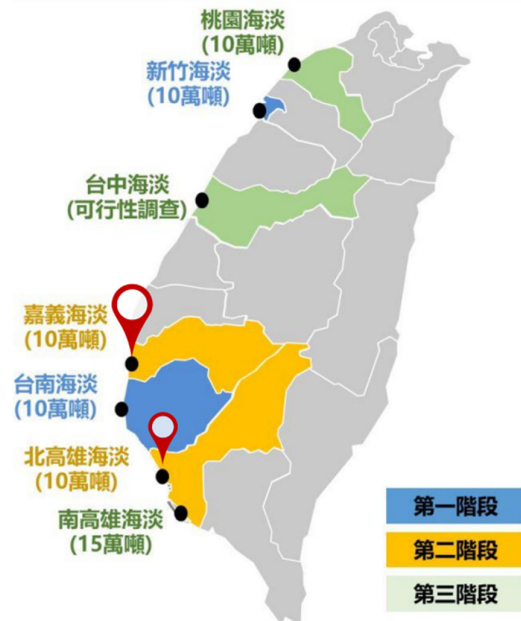 桃園海淡
(10萬噸)
新竹海淡
(10萬噸)
台中海淡
(可行性調查)
嘉義海淡
(10萬噸)
台南海淡
(10萬噸)
北高雄海淡
(10萬噸)
南高雄海淡
(15萬噸)
第一階段
第二階段
第三階段